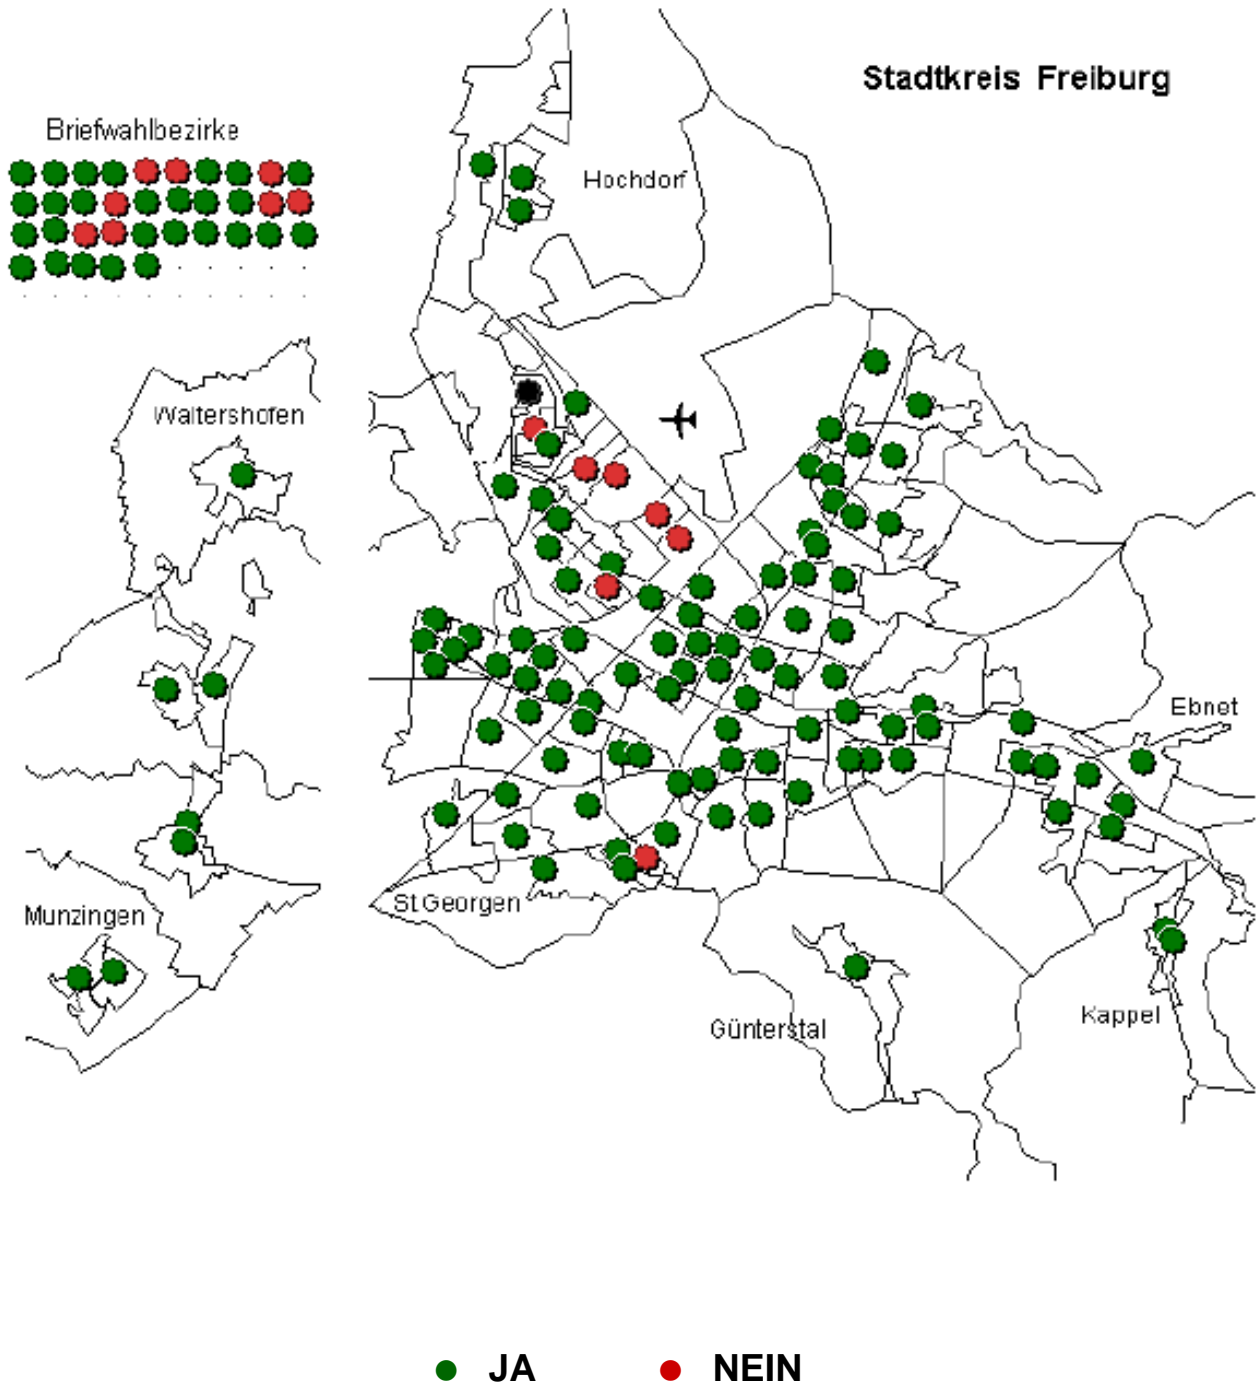 Stadtkreis Freiburg
Briefwahlbezirke
Hochdorf
Waltershofen
Ebnet
St.Georgen
Munzingen
Kappel
Günterstal
JA NEIN